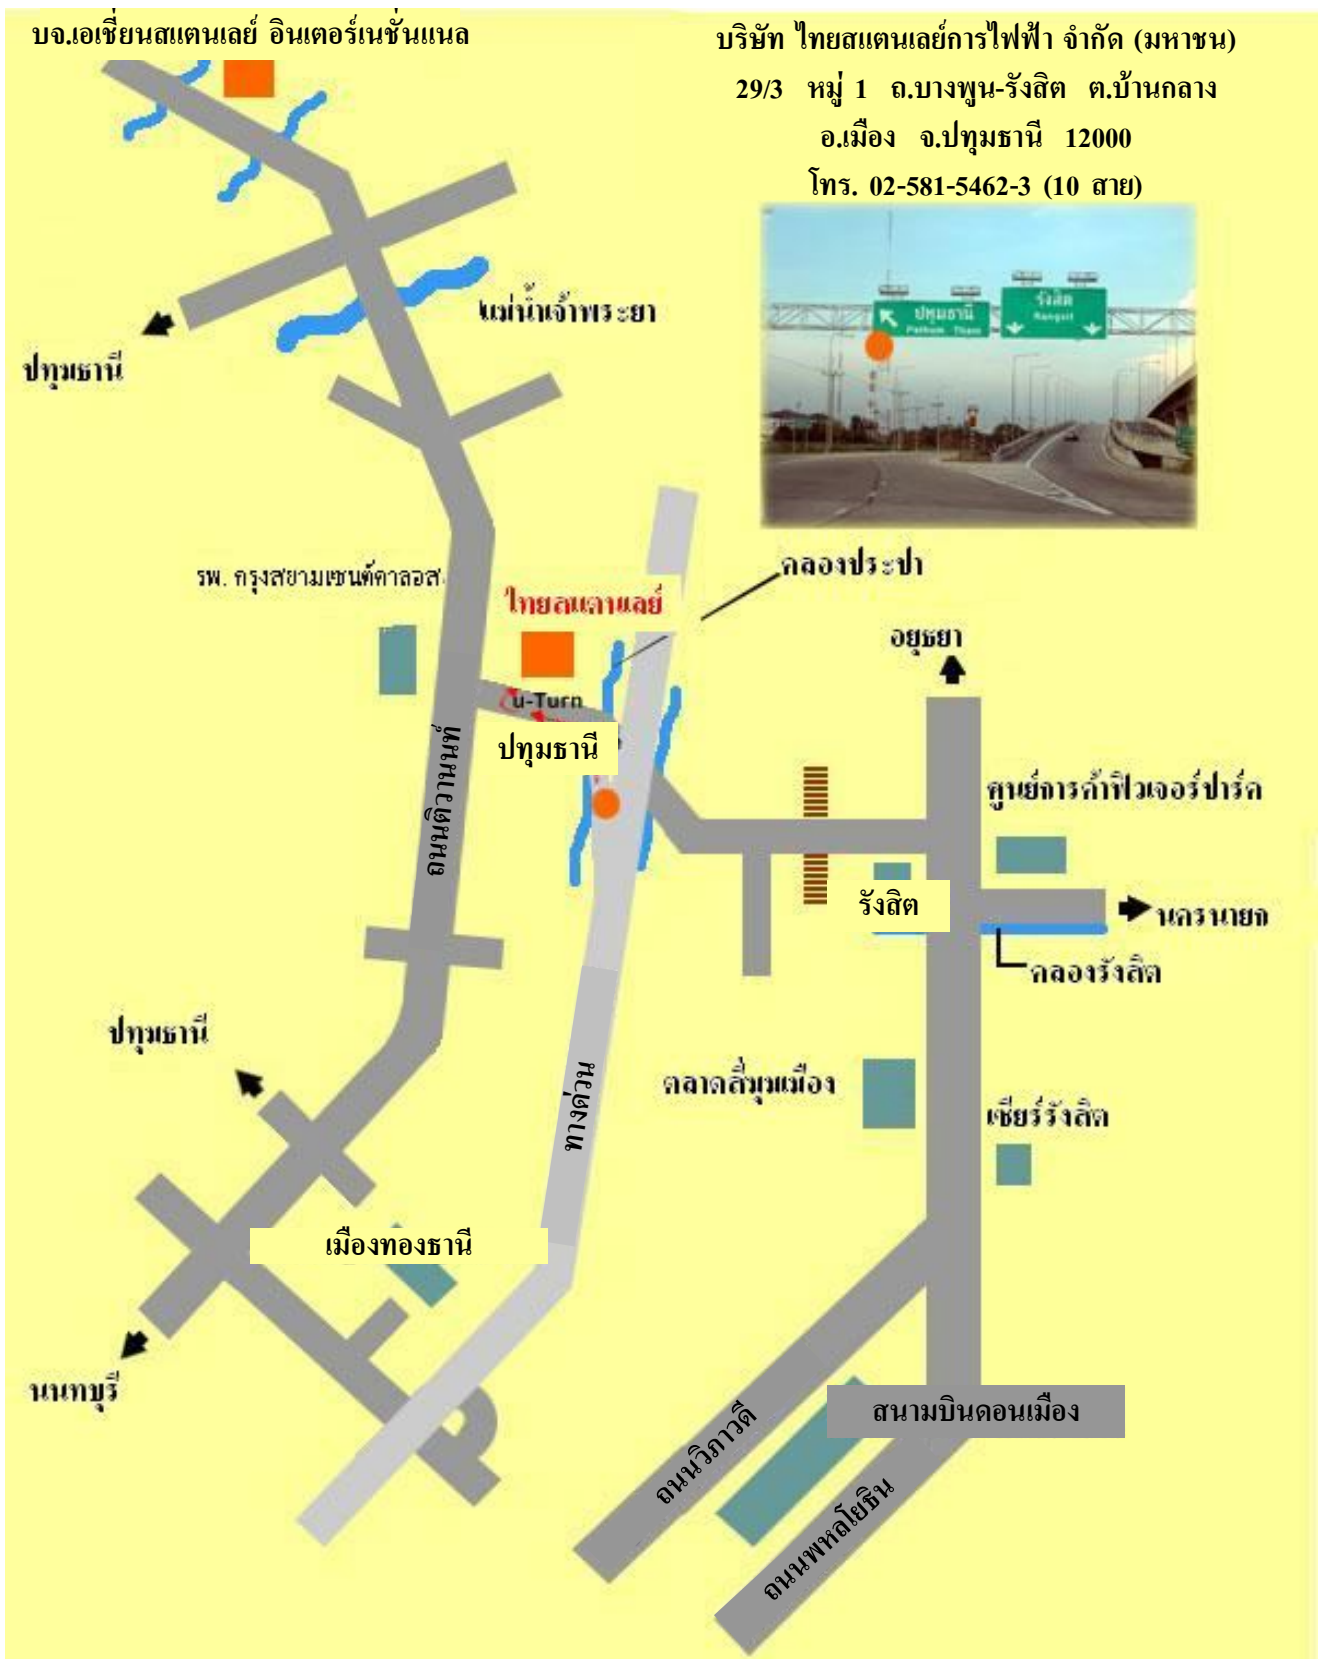 บจ.เอเชี่ยนสแตนเลย์ อินเตอร์เนชั่นแนล
บริษัท ไทยสแตนเลย์การไฟฟ้า จำกัด (มหาชน)
29/3 หมู่ 1 ถ.บางพูน-รังสิต ต.บ้านกลาง
อ.เมือง จ.ปทุมธานี 12000
โทร. 02-581-5462-3 (10 สาย)
ปทุมธานี
Pathum Thani
รังสิต
Rangsit
แม่น้ำเจ้าพระยา
ปทุมธานี
คลองประปา
รพ. กรุงสยามเซนต์คาลอส
ไทยสแตนเลย์
อยุธยา
u-Turn
ปทุมธานี
ถนนติวานนท์
ศูนย์การค้าฟิวเจอร์ปาร์ค
รังสิต
นครนายก
คลองรังสิต
ปทุมธานี
ทางด่วน
ตลาดสี่มุมเมือง
เซียร์รังสิต
เมืองทองธานี
นนทบุรี
สนามบินดอนเมือง
ถนนวิภาวดี
ถนนพหลโยธิน